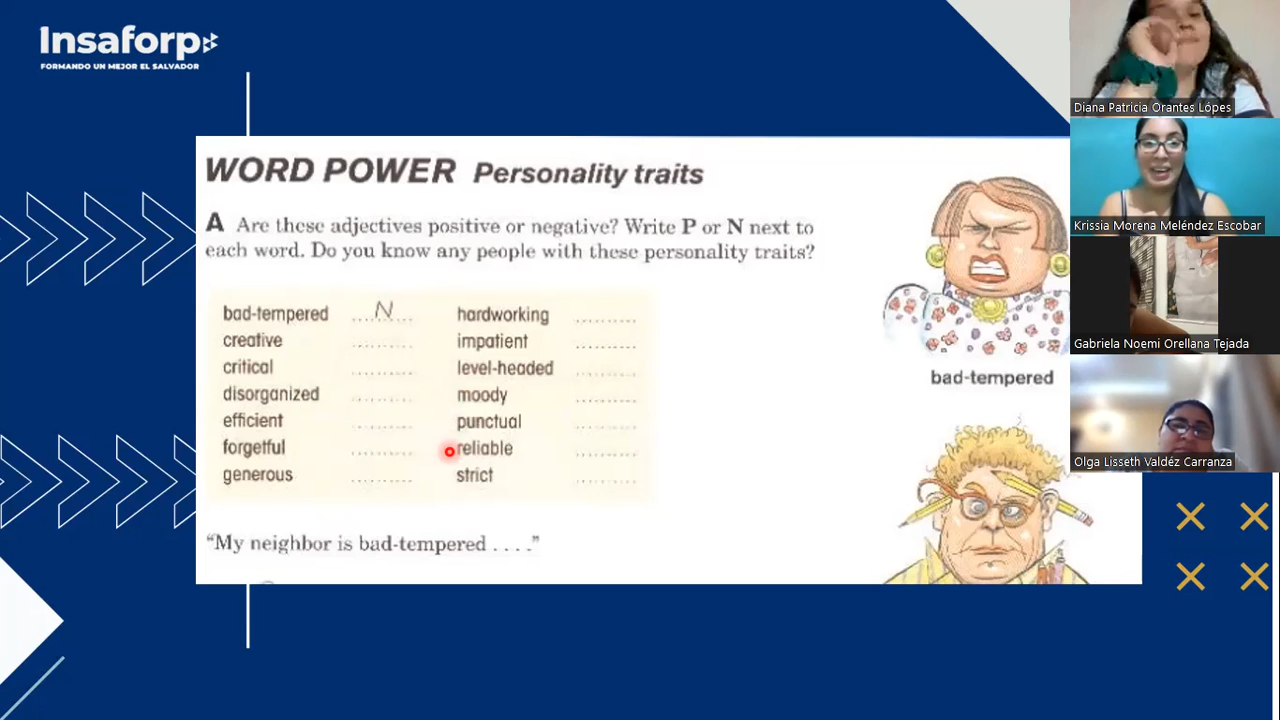 Insaforp
FORMANDO UN MEJOR EL SALVADOR
WORD POWER Personality traits
A Are these adjectives positive or negative? Write P or N next to
each word. Do you know any people with these personality traits?
bad-tempered N hardworking
creative impatient
critical level-headed
disorganized moody
efficient punctual
forgetful reliable
generous strict
"My neighbor is bad-tempered . . . ."
bad-tempered
Diana Patricia Orantes Lópes
Krissia Morena Meléndez Escobar
Gabriela Noemi Orellana Tejada
Olga Lisseth Valdéz Carranza